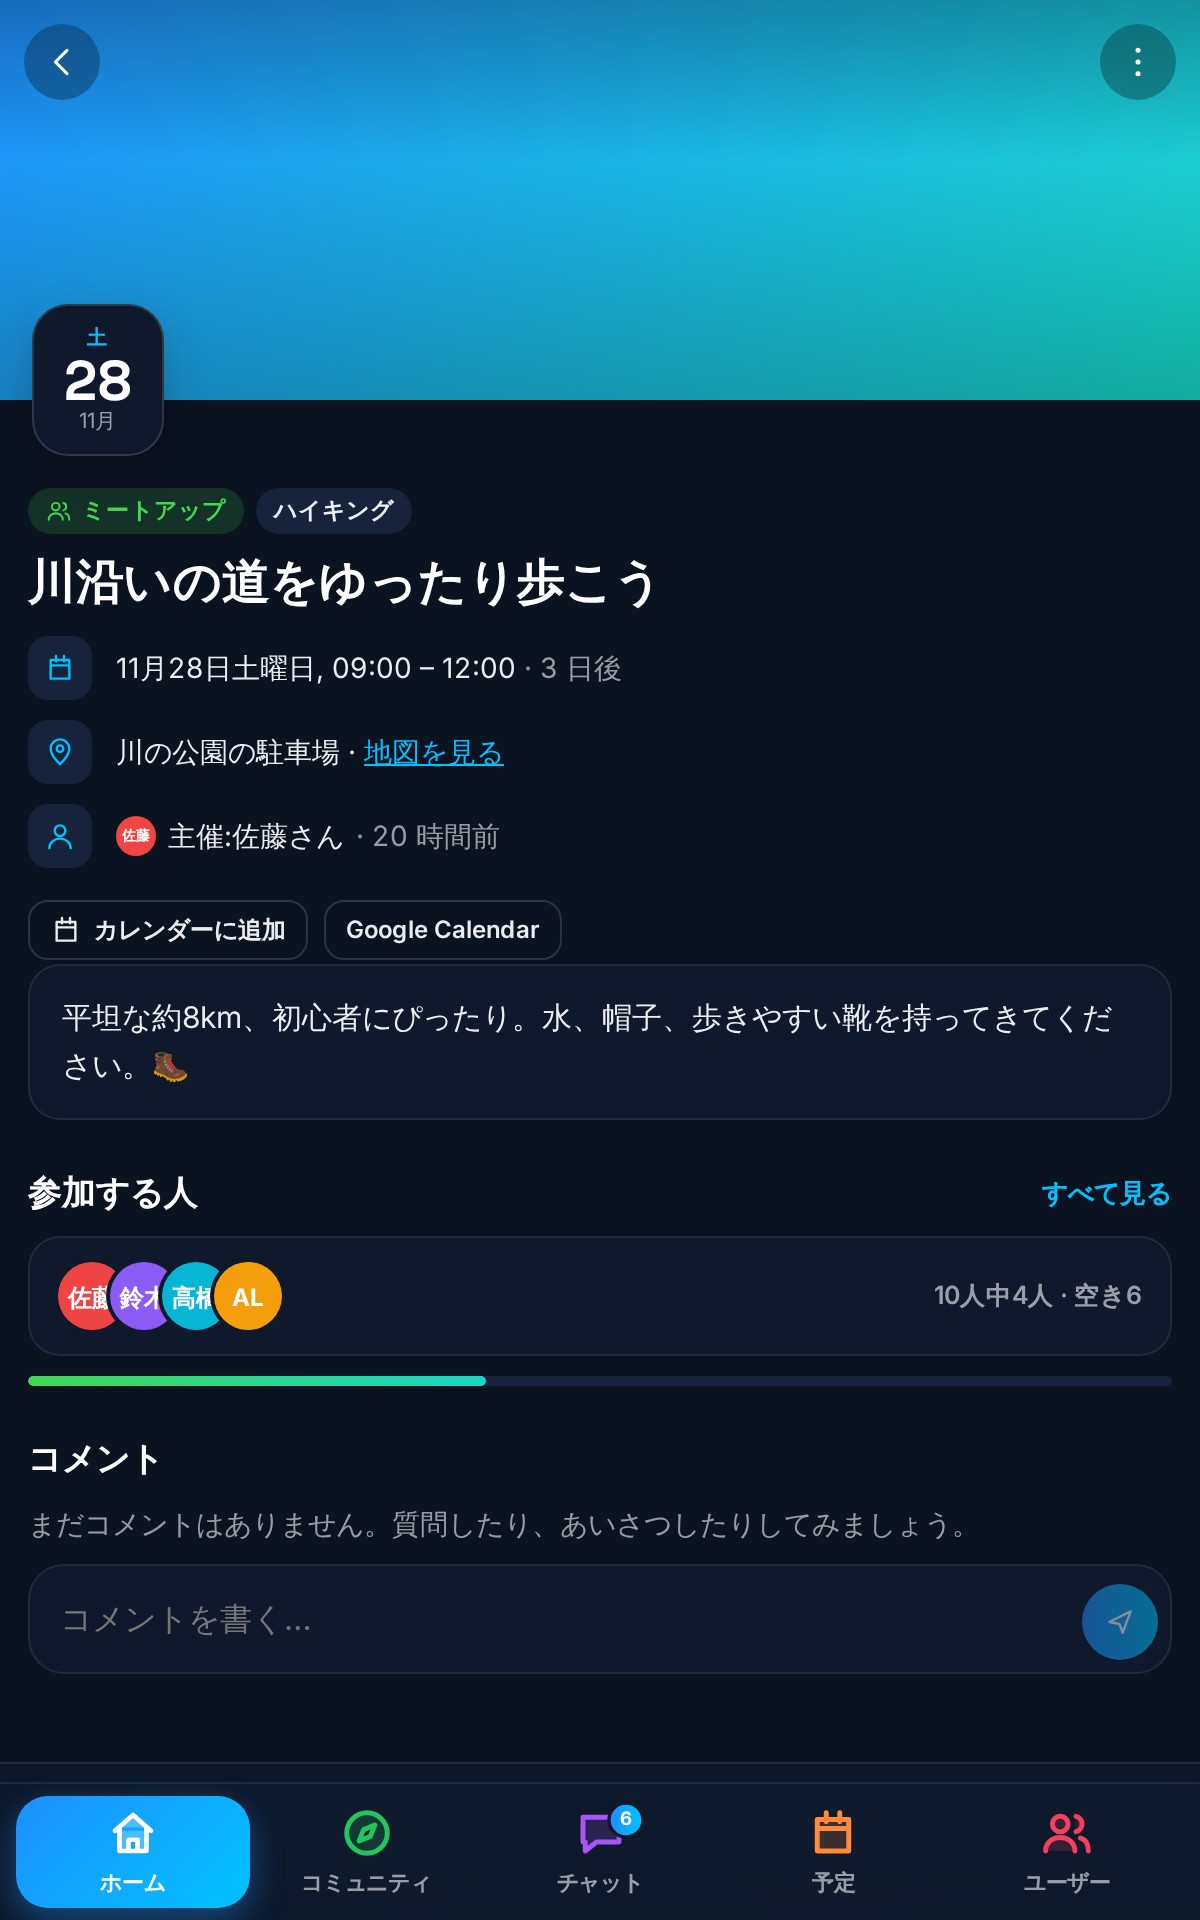 土
28
11月
ミートアップ
ハイキング
川沿いの道をゆったり歩こう
11月28日土曜日, 09:00 – 12:00 · 3 日後
川の公園の駐車場 · 地図を見る
佐藤 主催:佐藤さん · 20 時間前
カレンダーに追加
Google Calendar
平坦な約8km、初心者にぴったり。水、帽子、歩きやすい靴を持ってきてくだ
さい。🥾
参加する人
すべて見る
佐藤 鈴木 高橋 AL
10人中4人 · 空き6
コメント
まだコメントはありません。質問したり、あいさつしたりしてみましょう。
コメントを書く...
6
ホーム
コミュニティ
チャット
予定
ユーザー